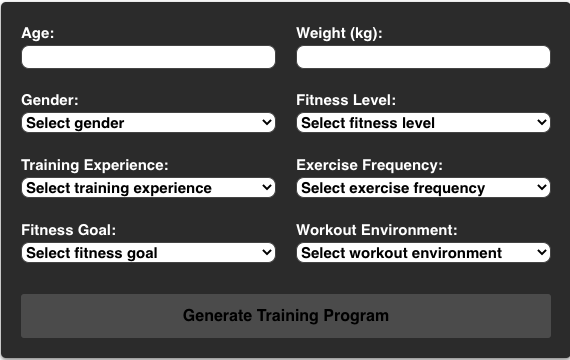 Age:
Weight (kg):
Gender:
Fitness Level:
Select gender
Select fitness level
Training Experience:
Exercise Frequency:
Select training experience
Select exercise frequency
Fitness Goal:
Workout Environment:
Select fitness goal
Select workout environment
Generate Training Program